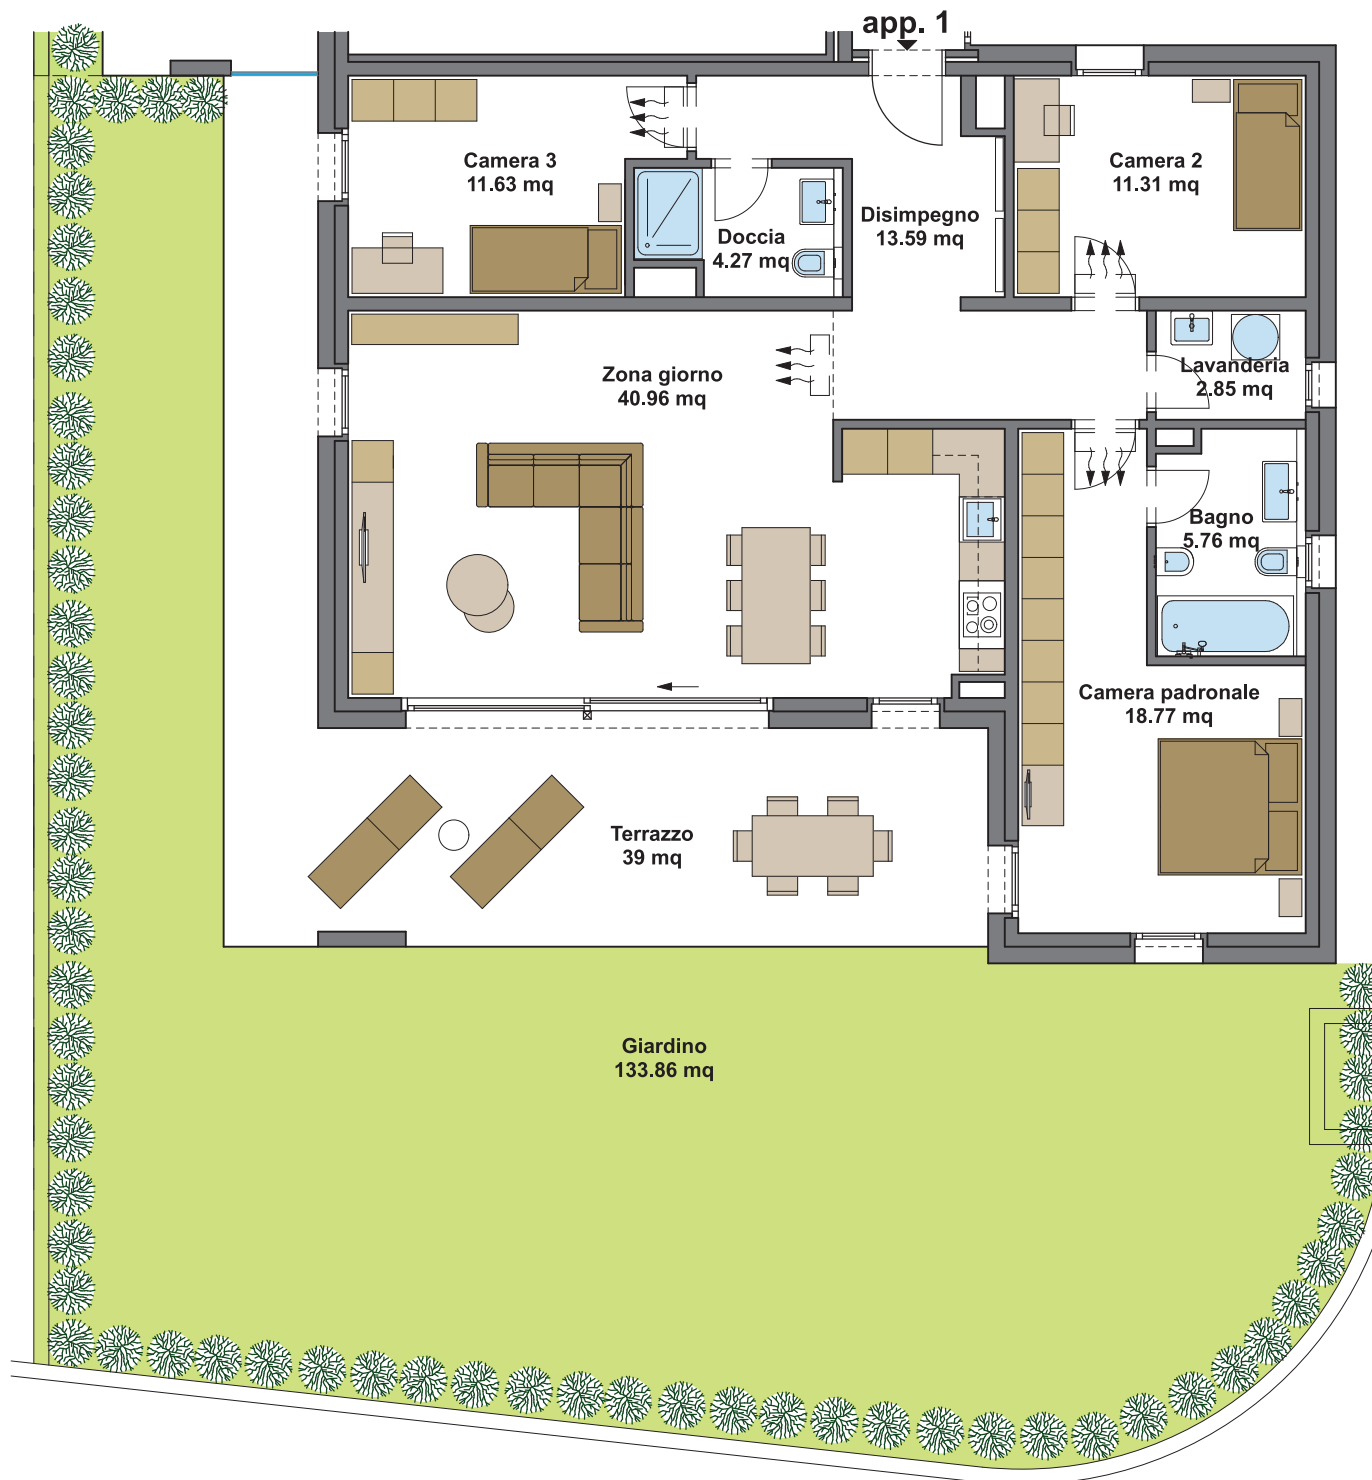 app. 1
Camera 3
11.63 mq
Camera 2
11.31 mq
Disimpegno
13.59 mq
Doccia
4.27 mq
Zona giorno
40.96 mq
Lavanderia
2.85 mq
Bagno
5.76 mq
Camera padronale
18.77 mq
Terrazzo
39 mq
Giardino
133.86 mq